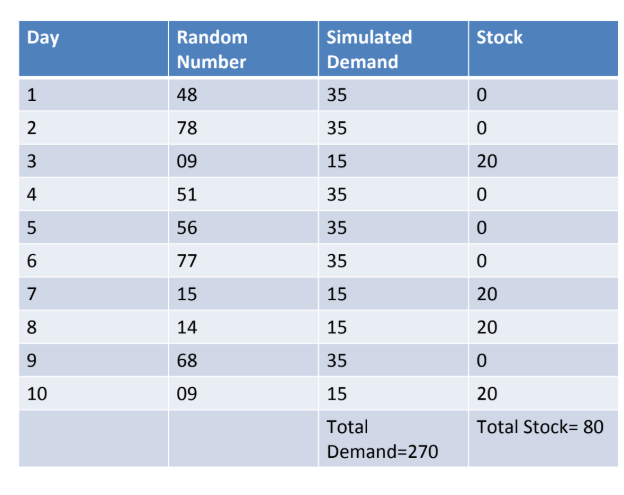 Day Random Number Simulated Demand Stock
1 48 35 0
2 78 35 0
3 09 15 20
4 51 35 0
5 56 35 0
6 77 35 0
7 15 15 20
8 14 15 20
9 68 35 0
10 09 15 20
Total Demand=270 Total Stock= 80